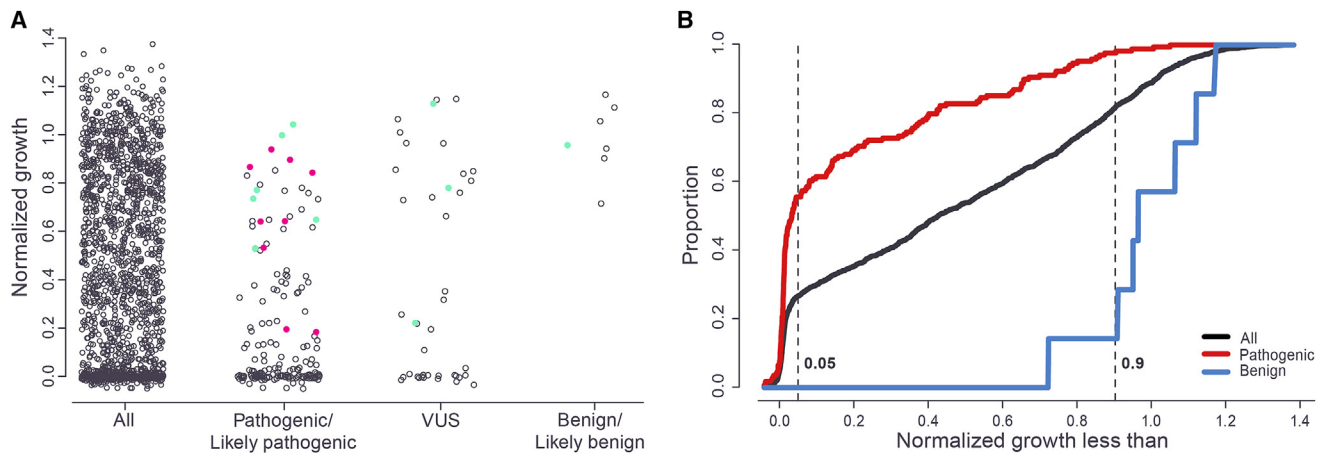 A
Normalized growth
1.4
1.2
1.0
0.8
0.6
0.4
0.2
0.0
All
Pathogenic/
Likely pathogenic
VUS
Benign/
Likely benign
B
Proportion
1.0
0.8
0.6
0.4
0.2
0.0
0.05
0.9
All
Pathogenic
Benign
0.0 0.2 0.4 0.6 0.8 1.0 1.2 1.4
Normalized growth less than